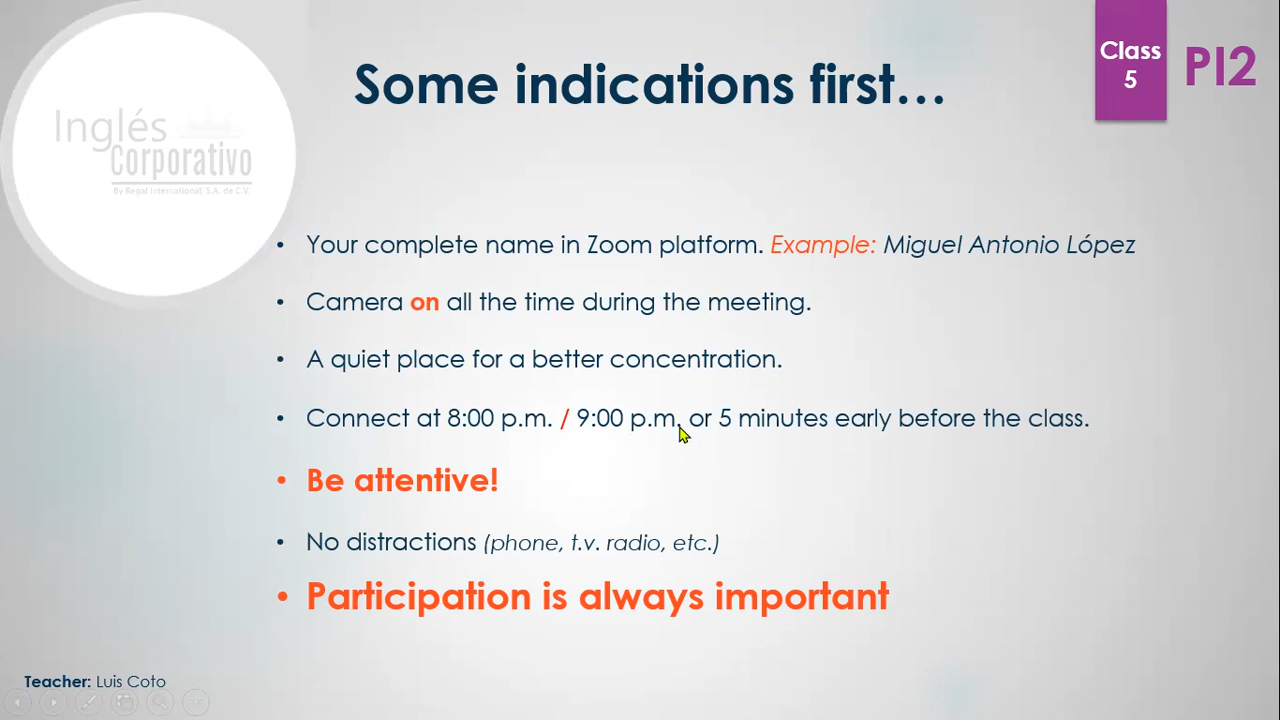 Class
5
PI2
Some indications first…
Inglés
Corporativo
By Regal International, S.A. de C.V.
• Your complete name in Zoom platform. Example: Miguel Antonio López
• Camera on all the time during the meeting.
• A quiet place for a better concentration.
• Connect at 8:00 p.m. / 9:00 p.m. or 5 minutes early before the class.
• Be attentive!
• No distractions (phone, t.v. radio, etc.)
• Participation is always important
Teacher: Luis Coto